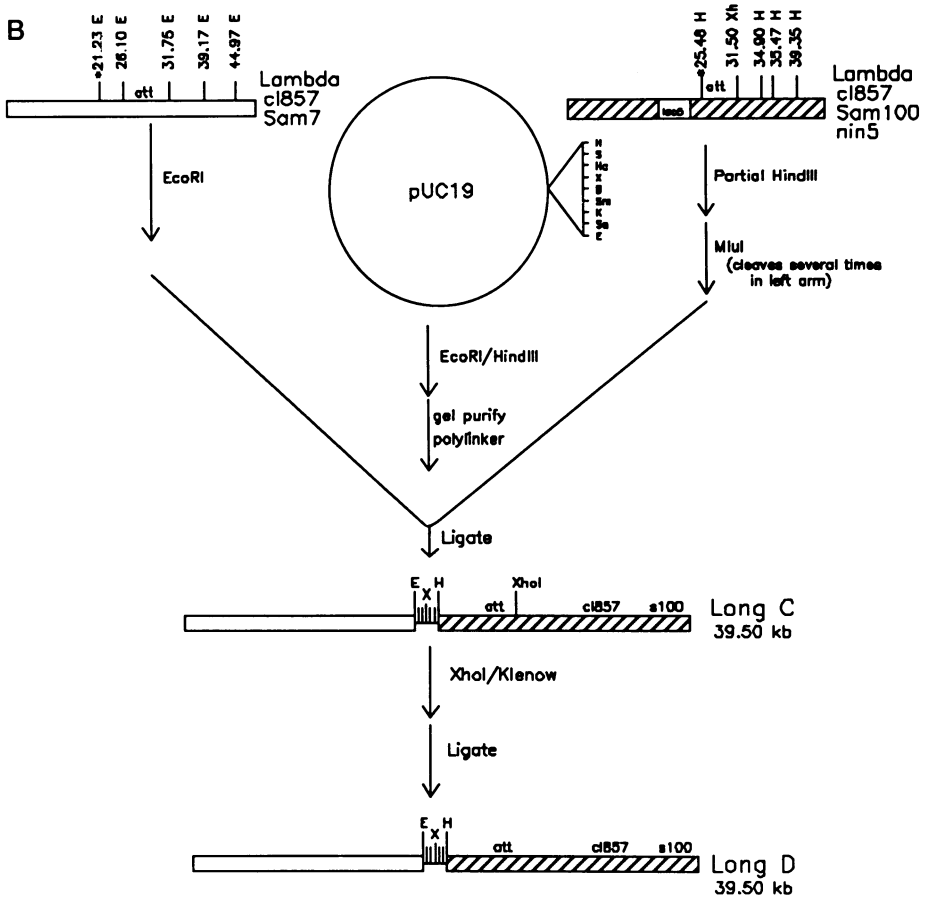 B
*21.23 E
26.10 E
31.75 E
39.17 E
44.97 E
att
Lambda
cI857
Sam7
EcoRI
pUC19
H
S
Ha
X
B
Sm
K
Sa
E
*25.48 H
31.50 Xh
34.90 H
35.47 H
39.35 H
att
Lambda
cI857
Sam100
nin5
Partial HindIII
MluI
(cleaves several times
in left arm)
EcoRI/HindIII
gel purify
polylinker
Ligate
E X H
XhoI
att
cI857
s100
Long C
39.50 kb
XhoI/Klenow
Ligate
E X H
att
cI857
s100
Long D
39.50 kb